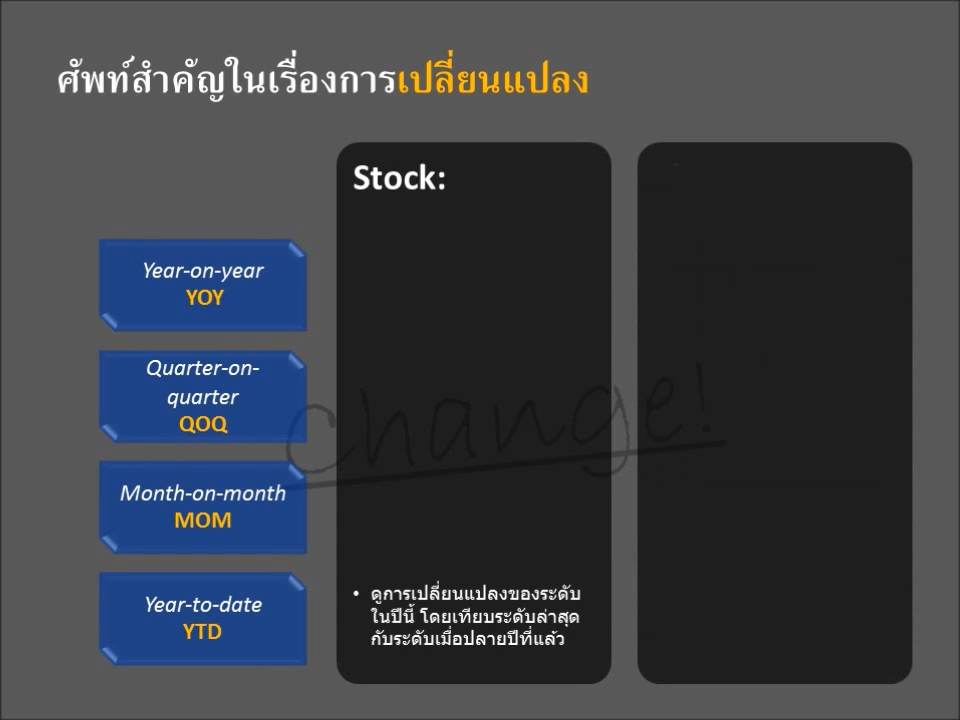 ศัพท์สำคัญในเรื่องการเปลี่ยนแปลง
Stock:
Year-on-year
YOY
Quarter-on-
quarter
QOQ
Change!
Month-on-month
MOM
Year-to-date
YTD
• ดูการเปลี่ยนแปลงของระดับ
ในปีนี้ โดยเทียบระดับล่าสุด
กับระดับเมื่อปลายปีที่แล้ว